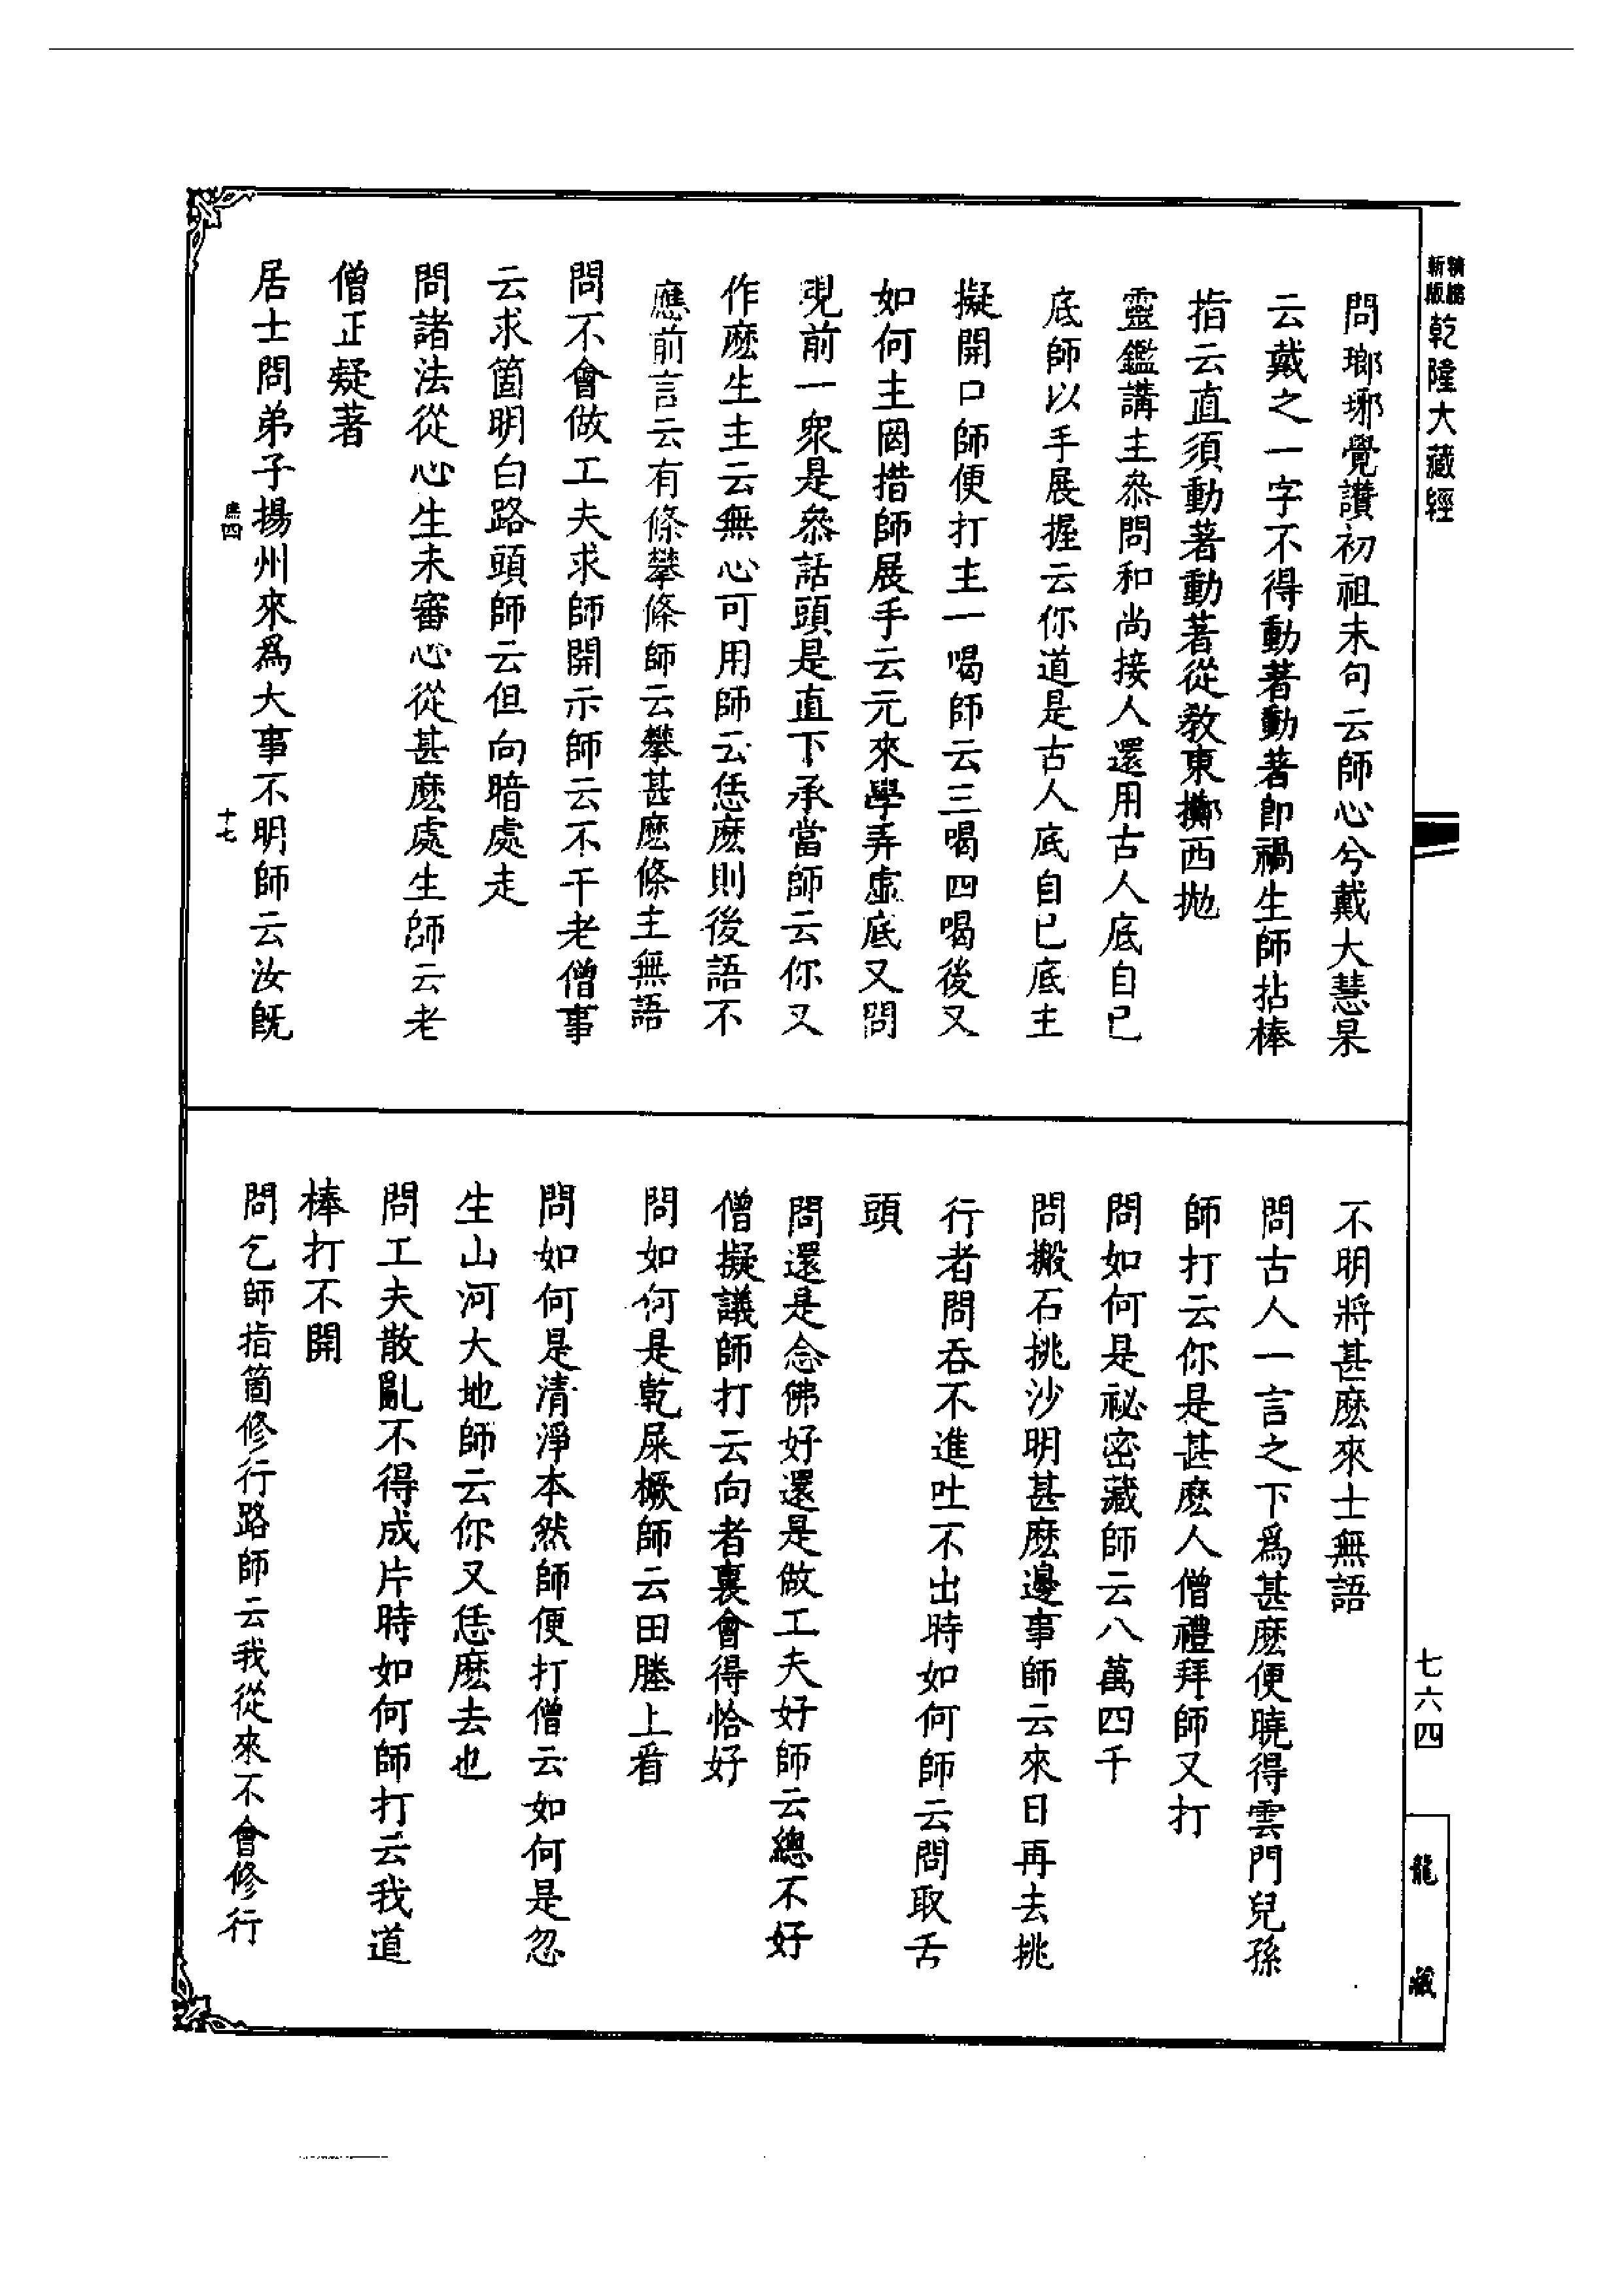 精縮新版乾隆大藏經
問瑯琊覺讚初祖末句云師心兮戴大慧杲
云戴之一字不得動著動著即禍生師拈棒
指云直須動著動著從教東擲西拋
靈鑑講主叅問和尚接人還用古人底自已
底師以手展握云你道是古人底自已底主
擬開口師便打主一喝師云三喝四喝後又
如何主罔措師展手云元來學弄虛底又問
現前一衆是叅話頭是直下承當師云你又
作麽生主云無心可用師云恁麽則後語不
應前言云有條攀條師云攀甚麽條主無語
問不會做工夫求師開示師云不干老僧事
云求箇明白路頭師云但向暗處走
問諸法從心生未審心從甚麽處生師云老
僧正疑著
居士問弟子揚州來爲大事不明師云汝既
四 十七
不明將甚麽來士無語
問古人一言之下爲甚麽便曉得雲門兒孫
師打云你是甚麽人僧禮拜師又打
問如何是祕密藏師云八萬四千
問搬石挑沙明甚麽邊事師云來日再去挑
行者問吞不進吐不出時如何師云問取舌
頭
問還是念佛好還是做工夫好師云總不好
僧擬議師打云向者裏會得恰好
問如何是乾屎橛師云田塍上看
問如何是清淨本然師便打僧云如何是忽
生山河大地師云你又恁麽去也
問工夫散亂不得成片時如何師打云我道
棒打不開
問乞師指箇修行路師云我從來不會修行
七六四
龍藏